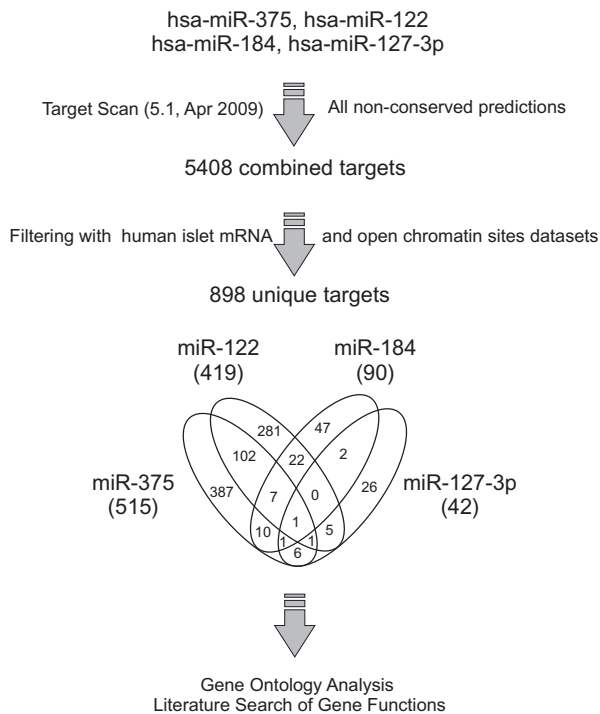 hsa-miR-375, hsa-miR-122
hsa-miR-184, hsa-miR-127-3p
Target Scan (5.1, Apr 2009) All non-conserved predictions
5408 combined targets
Filtering with human islet mRNA and open chromatin sites datasets
898 unique targets
miR-122 miR-184
(419) (90)
281 47
102 22 2
miR-375 miR-127-3p
(515) (42)
387 7 0 26
10 1 5
1 1
6
Gene Ontology Analysis
Literature Search of Gene Functions